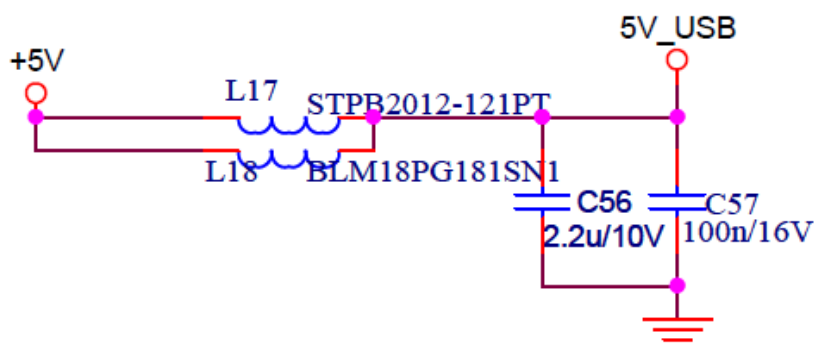 5V_USB
+5V
L17
STPB2012-121PT
L18
BLM18PG181SN1
C56
2.2u/10V
C57
100n/16V